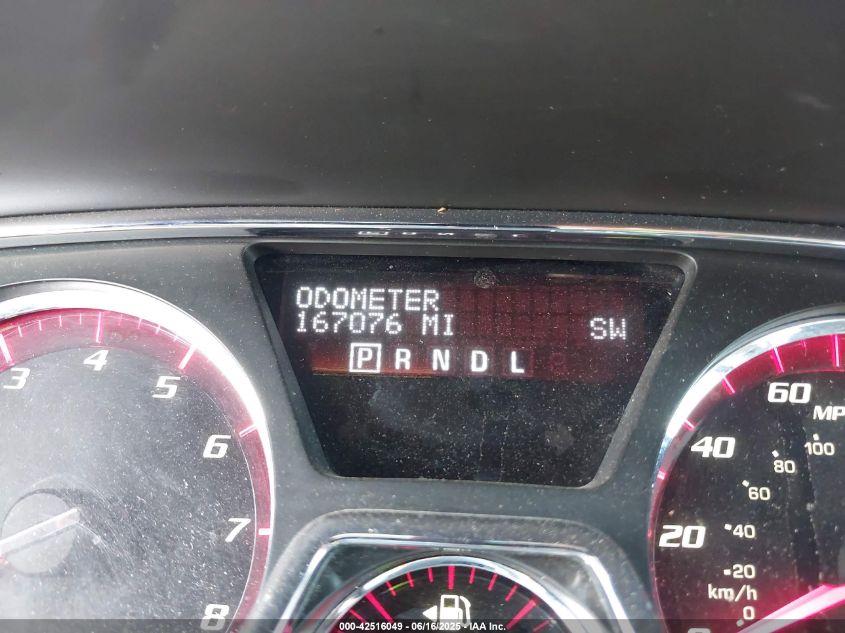 ODOMETER
167076 MI SW
P R N D L
3 4 5 6 7 8
60 MP
40 100
80
60
20 40
20
km/h
0
000-42516049 - 06/16/2025 - IAA Inc.